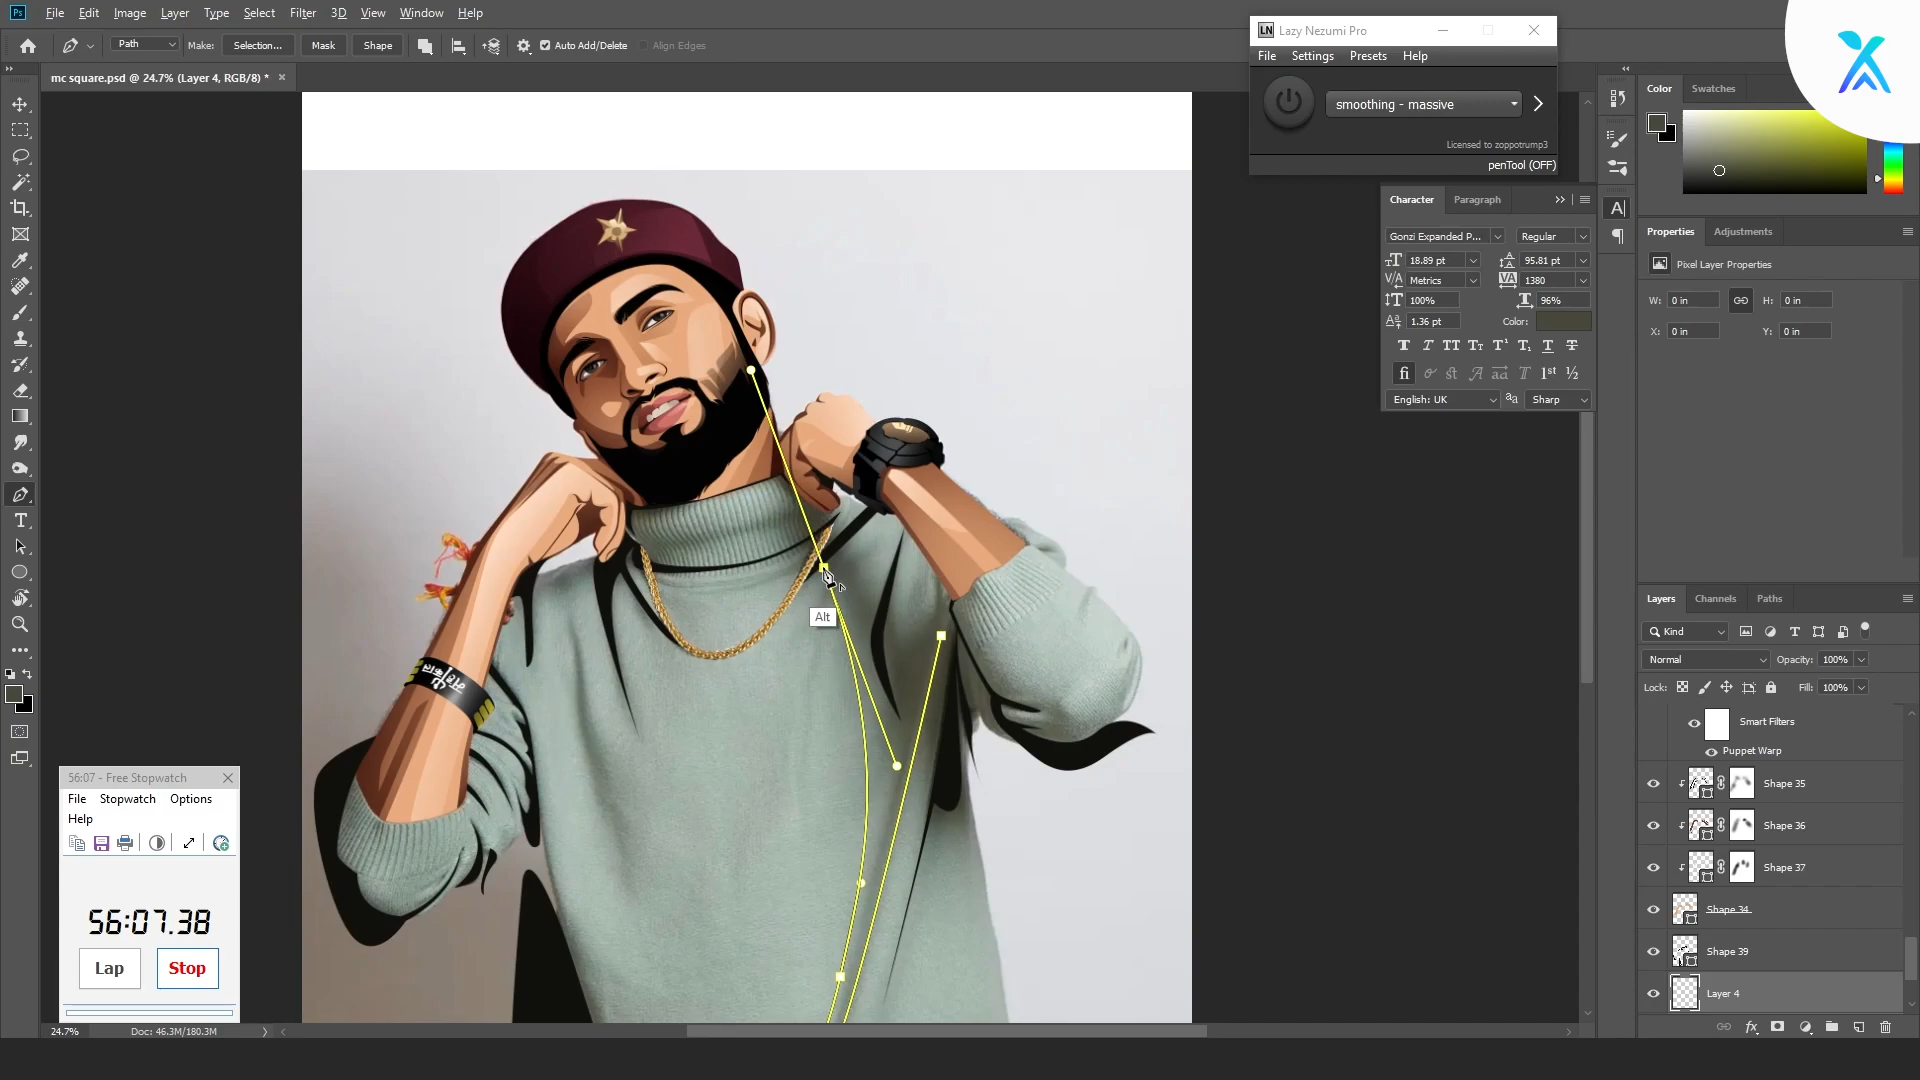 Ps File Edit Image Layer Type Select Filter 3D View Window Help
Path Make: Selection... Mask Shape Auto Add/Delete Align Edges
mc square.psd @ 24.7% (Layer 4, RGB/8) *
LN Lazy Nezumi Pro
File Settings Presets Help
smoothing - massive
Licensed to zoppotrump3
penTool (OFF)
Color Swatches
Character Paragraph
Gonzi Expanded P... Regular
18.89 pt 95.81 pt
Metrics 1380
100% 96%
1.36 pt Color:
English: UK Sharp
Properties Adjustments
Pixel Layer Properties
W: 0 in H: 0 in
X: 0 in Y: 0 in
Alt
56:07 - Free Stopwatch
File Stopwatch Options
Help
56:07.38
Lap Stop
Layers Channels Paths
Kind
Normal Opacity: 100%
Lock: Fill: 100%
Smart Filters
Puppet Warp
Shape 35
Shape 36
Shape 37
Shape 34
Shape 39
Layer 4
24.7% Doc: 46.3M/180.3M